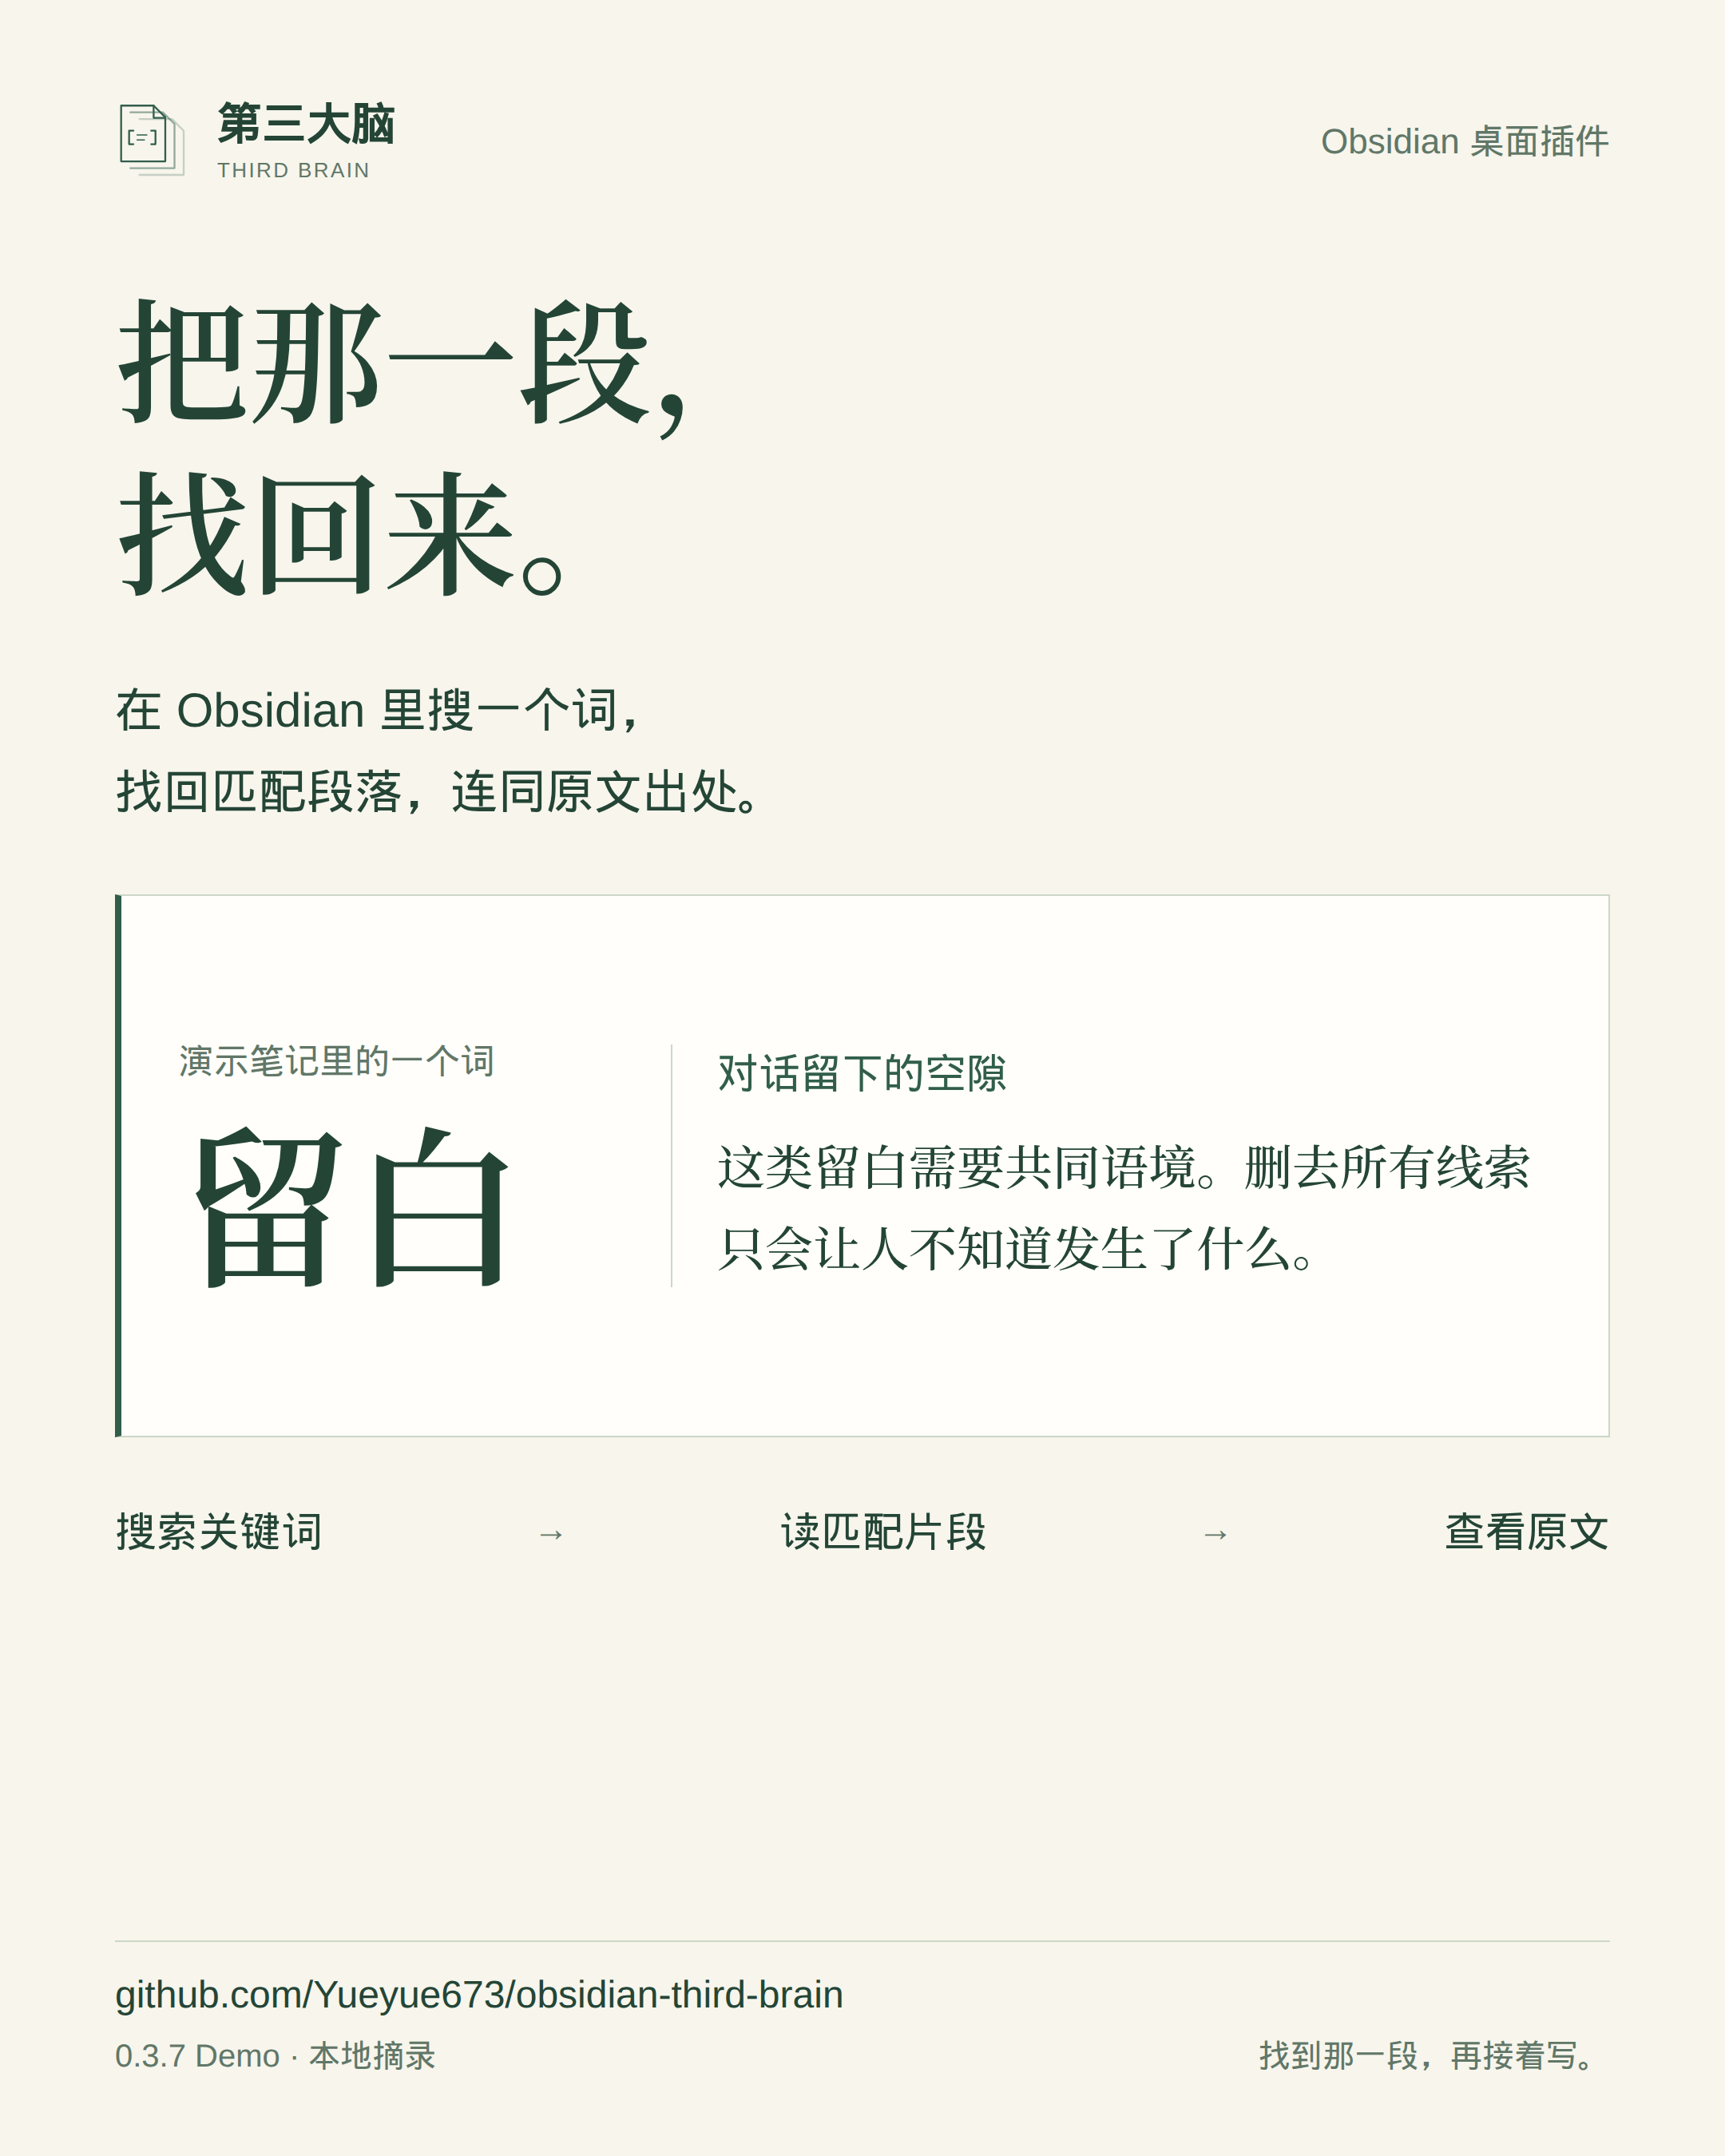 第三大脑
THIRD BRAIN
Obsidian 桌面插件
把那一段，
找回来。
在 Obsidian 里搜一个词，
找回匹配段落，连同原文出处。
演示笔记里的一个词
留白
对话留下的空隙
这类留白需要共同语境。删去所有线索
只会让人不知道发生了什么。
搜索关键词 → 读匹配片段 → 查看原文
github.com/Yueyue673/obsidian-third-brain
0.3.7 Demo · 本地摘录
找到那一段，再接着写。